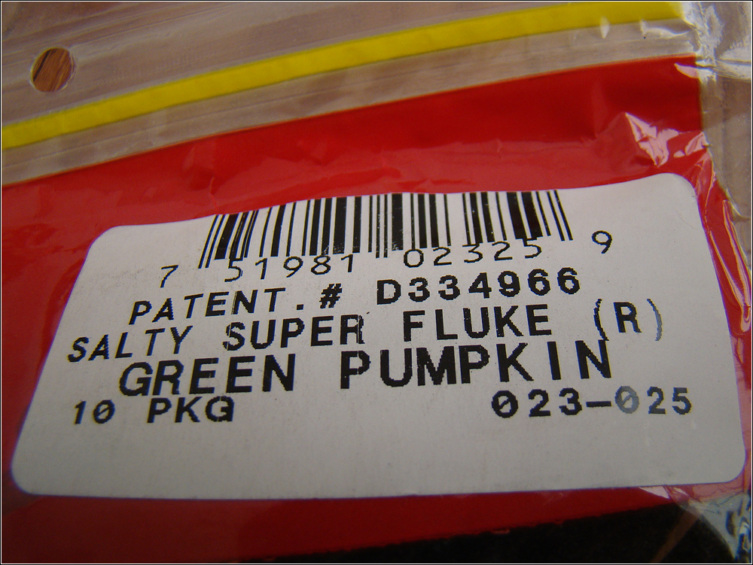 7 51981 02325 9
PATENT.# D334966
SALTY SUPER FLUKE (R)
GREEN PUMPKIN
10 PKG 023-025